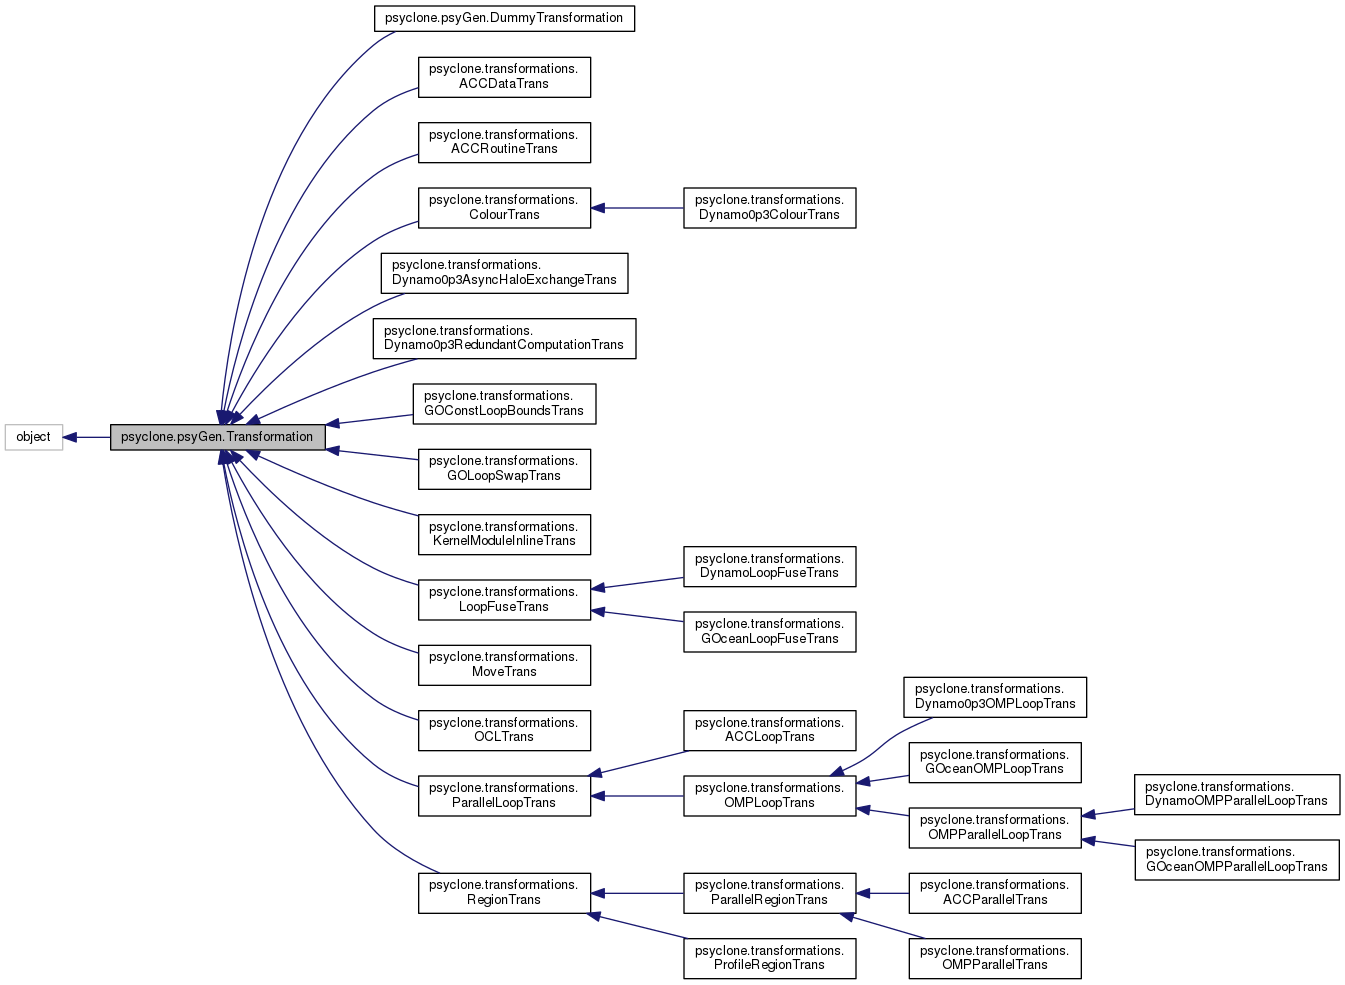 psyclone.psyGen.DummyTransformation
psyclone.transformations.
ACCDataTrans
psyclone.transformations.
ACCRoutineTrans
psyclone.transformations.
ColourTrans
psyclone.transformations.
Dynamo0p3ColourTrans
psyclone.transformations.
Dynamo0p3AsyncHaloExchangeTrans
psyclone.transformations.
Dynamo0p3RedundantComputationTrans
psyclone.transformations.
GOConstLoopBoundsTrans
object
psyclone.psyGen.Transformation
psyclone.transformations.
GOLoopSwapTrans
psyclone.transformations.
KernelModuleInlineTrans
psyclone.transformations.
LoopFuseTrans
psyclone.transformations.
DynamoLoopFuseTrans
psyclone.transformations.
GOceanLoopFuseTrans
psyclone.transformations.
MoveTrans
psyclone.transformations.
OCLTrans
psyclone.transformations.
ParallelLoopTrans
psyclone.transformations.
ACCLoopTrans
psyclone.transformations.
OMPLoopTrans
psyclone.transformations.
Dynamo0p3OMPLoopTrans
psyclone.transformations.
GOceanOMPLoopTrans
psyclone.transformations.
OMPParallelLoopTrans
psyclone.transformations.
DynamoOMPParallelLoopTrans
psyclone.transformations.
GOceanOMPParallelLoopTrans
psyclone.transformations.
RegionTrans
psyclone.transformations.
ParallelRegionTrans
psyclone.transformations.
ACCParallelTrans
psyclone.transformations.
ProfileRegionTrans
psyclone.transformations.
OMPParallelTrans